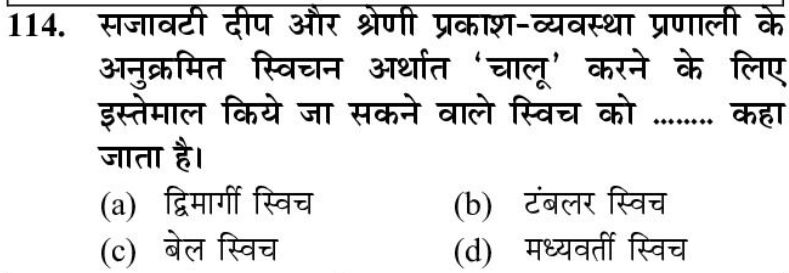 114. सजावटी दीप और श्रेणी प्रकाश-व्यवस्था प्रणाली के
अनुक्रमित स्विचन अर्थात ‘चालू’ करने के लिए
इस्तेमाल किये जा सकने वाले स्विच को ........ कहा
जाता है।
(a) द्विमार्गी स्विच (b) टंबलर स्विच
(c) बेल स्विच (d) मध्यवर्ती स्विच